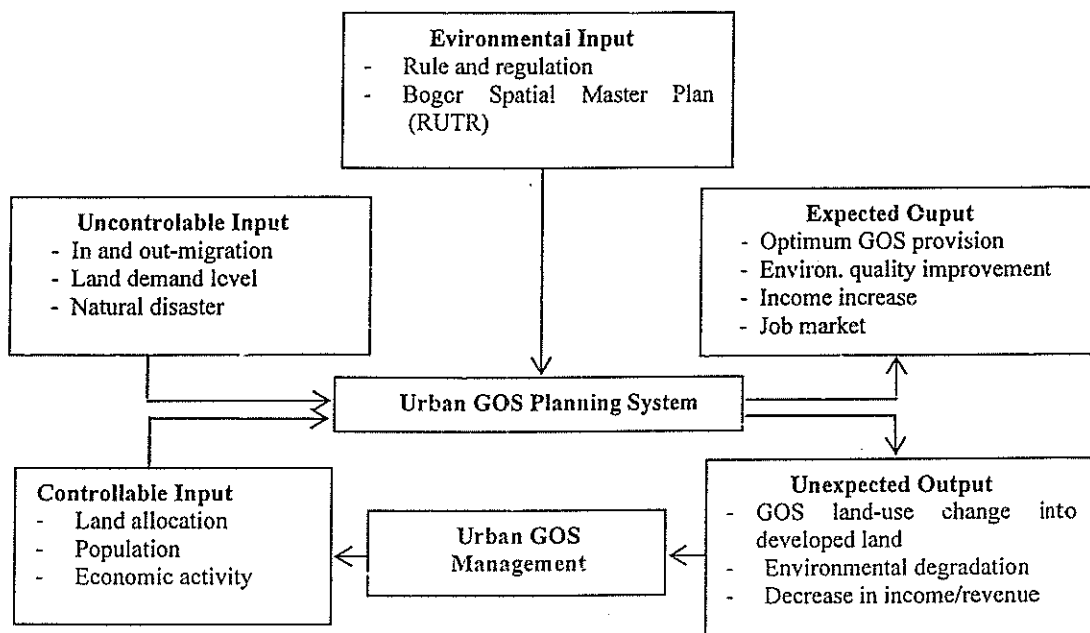 Evironmental Input
- Rule and regulation
- Bogor Spatial Master Plan
(RUTR)
Uncontrolable Input
- In and out-migration
- Land demand level
- Natural disaster
Expected Ouput
- Optimum GOS provision
- Environ. quality improvement
- Income increase
- Job market
Urban GOS Planning System
Controllable Input
- Land allocation
- Population
- Economic activity
Urban GOS
Management
Unexpected Output
- GOS land-use change into
developed land
- Environmental degradation
- Decrease in income/revenue